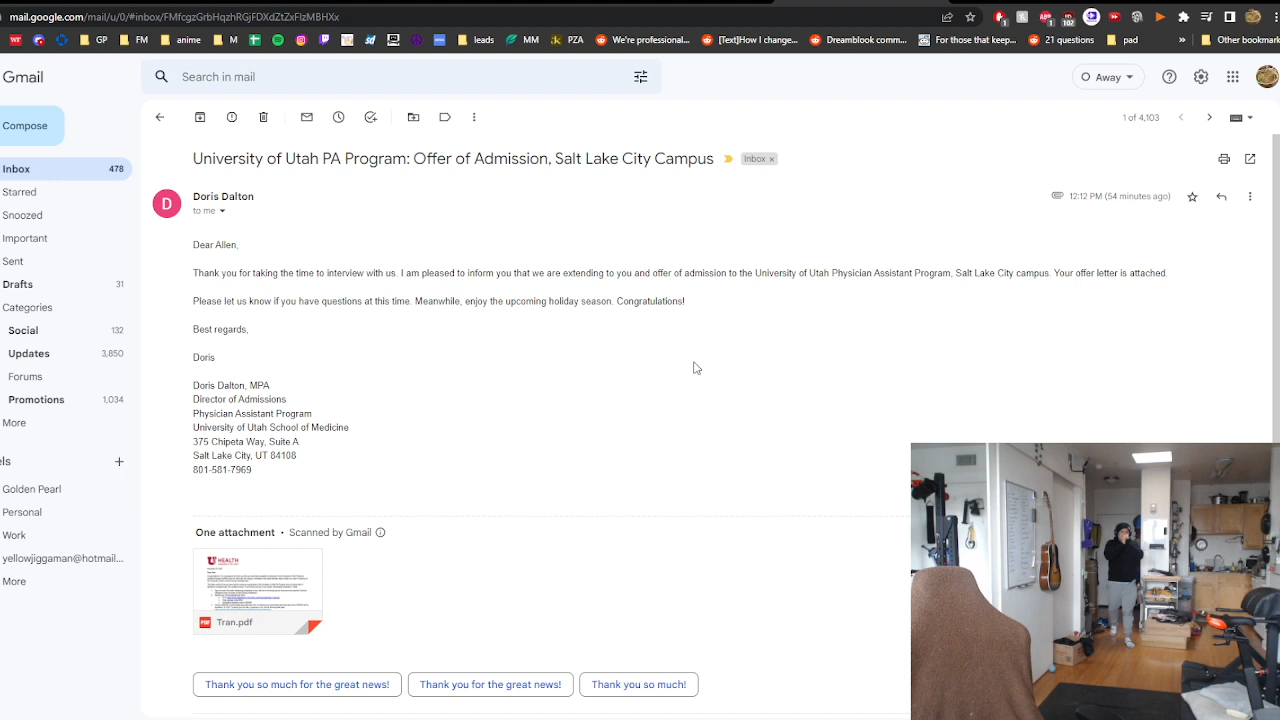 mail.google.com/mail/u/0/#inbox/FMfcgzGrbHqzhRGjFDXdZtZxFlzMBHXx
GP
FM
anime
M
lead...
MM
PZA
We're professional...
[Text]How I change...
Dreamblock comm...
For those that keep...
21 questions
pad
»
Other bookmark
Gmail
Search in mail
Away
Compose
1 of 4,103
Inbox 478
Starred
Snoozed
Important
Sent
Drafts 31
Categories
Social 132
Updates 3,850
Forums
Promotions 1,034
More
els +
Golden Pearl
Personal
Work
yellowjiggaman@hotmail...
University of Utah PA Program: Offer of Admission, Salt Lake City Campus Inbox x
D
Doris Dalton
12:12 PM (54 minutes ago)
to me
Dear Allen,
Thank you for taking the time to interview with us. I am pleased to inform you that we are extending to you and offer of admission to the University of Utah Physician Assistant Program, Salt Lake City campus. Your offer letter is attached.
Please let us know if you have questions at this time. Meanwhile, enjoy the upcoming holiday season. Congratulations!
Best regards,
Doris
Doris Dalton, MPA
Director of Admissions
Physician Assistant Program
University of Utah School of Medicine
375 Chipeta Way, Suite A
Salt Lake City, UT 84108
801-581-7969
One attachment • Scanned by Gmail
HEALTH
PDF Tran.pdf
Thank you so much for the great news!
Thank you for the great news!
Thank you so much!